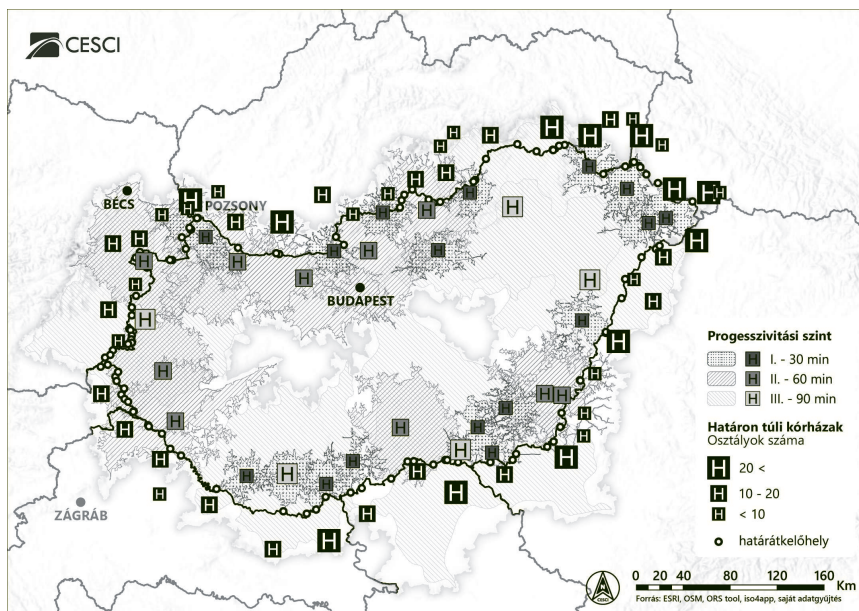 CESCI
BÉCS
POZSONY
BUDAPEST
ZÁGRÁB
Progesszivitási szint
I. - 30 min
II. - 60 min
III. - 90 min
Határon túli kórházak
Osztályok száma
20 <
10 - 20
< 10
határátkelőhely
0 20 40 80 120 160 Km
CESCI
Forrás: ESRI, OSM, ORS tool, iso4app, saját adatgyűjtés